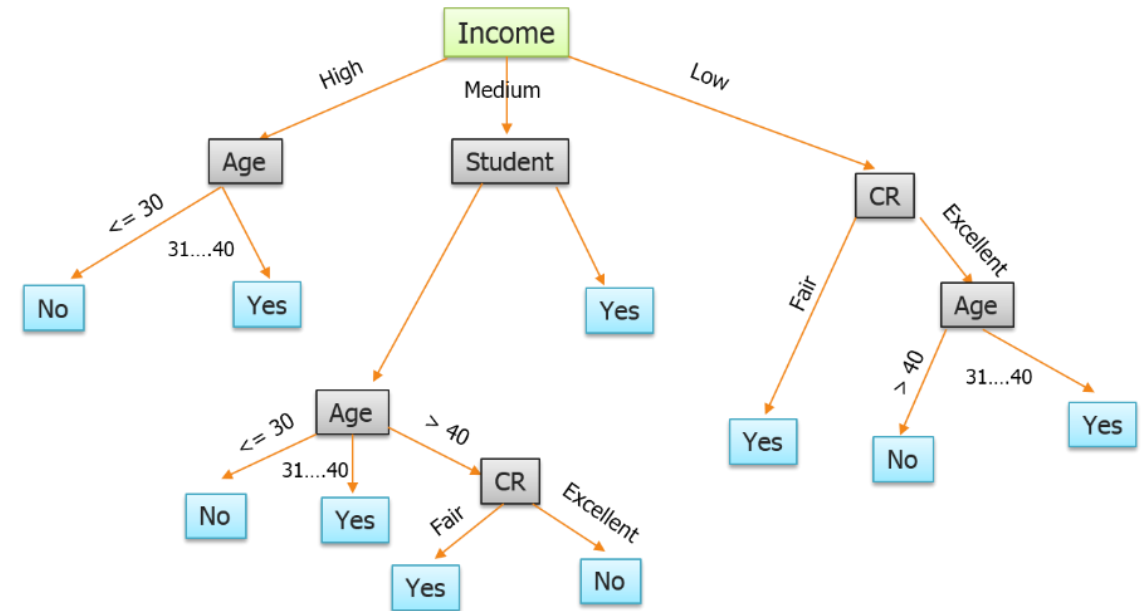 Income
High
Medium
Low
Age
Student
CR
<= 30
31....40
Excellent
No
Yes
Yes
Fair
Age
> 40
31....40
Age
<= 30
31....40
> 40
Yes
No
Yes
CR
No
Yes
Fair
Excellent
Yes
No